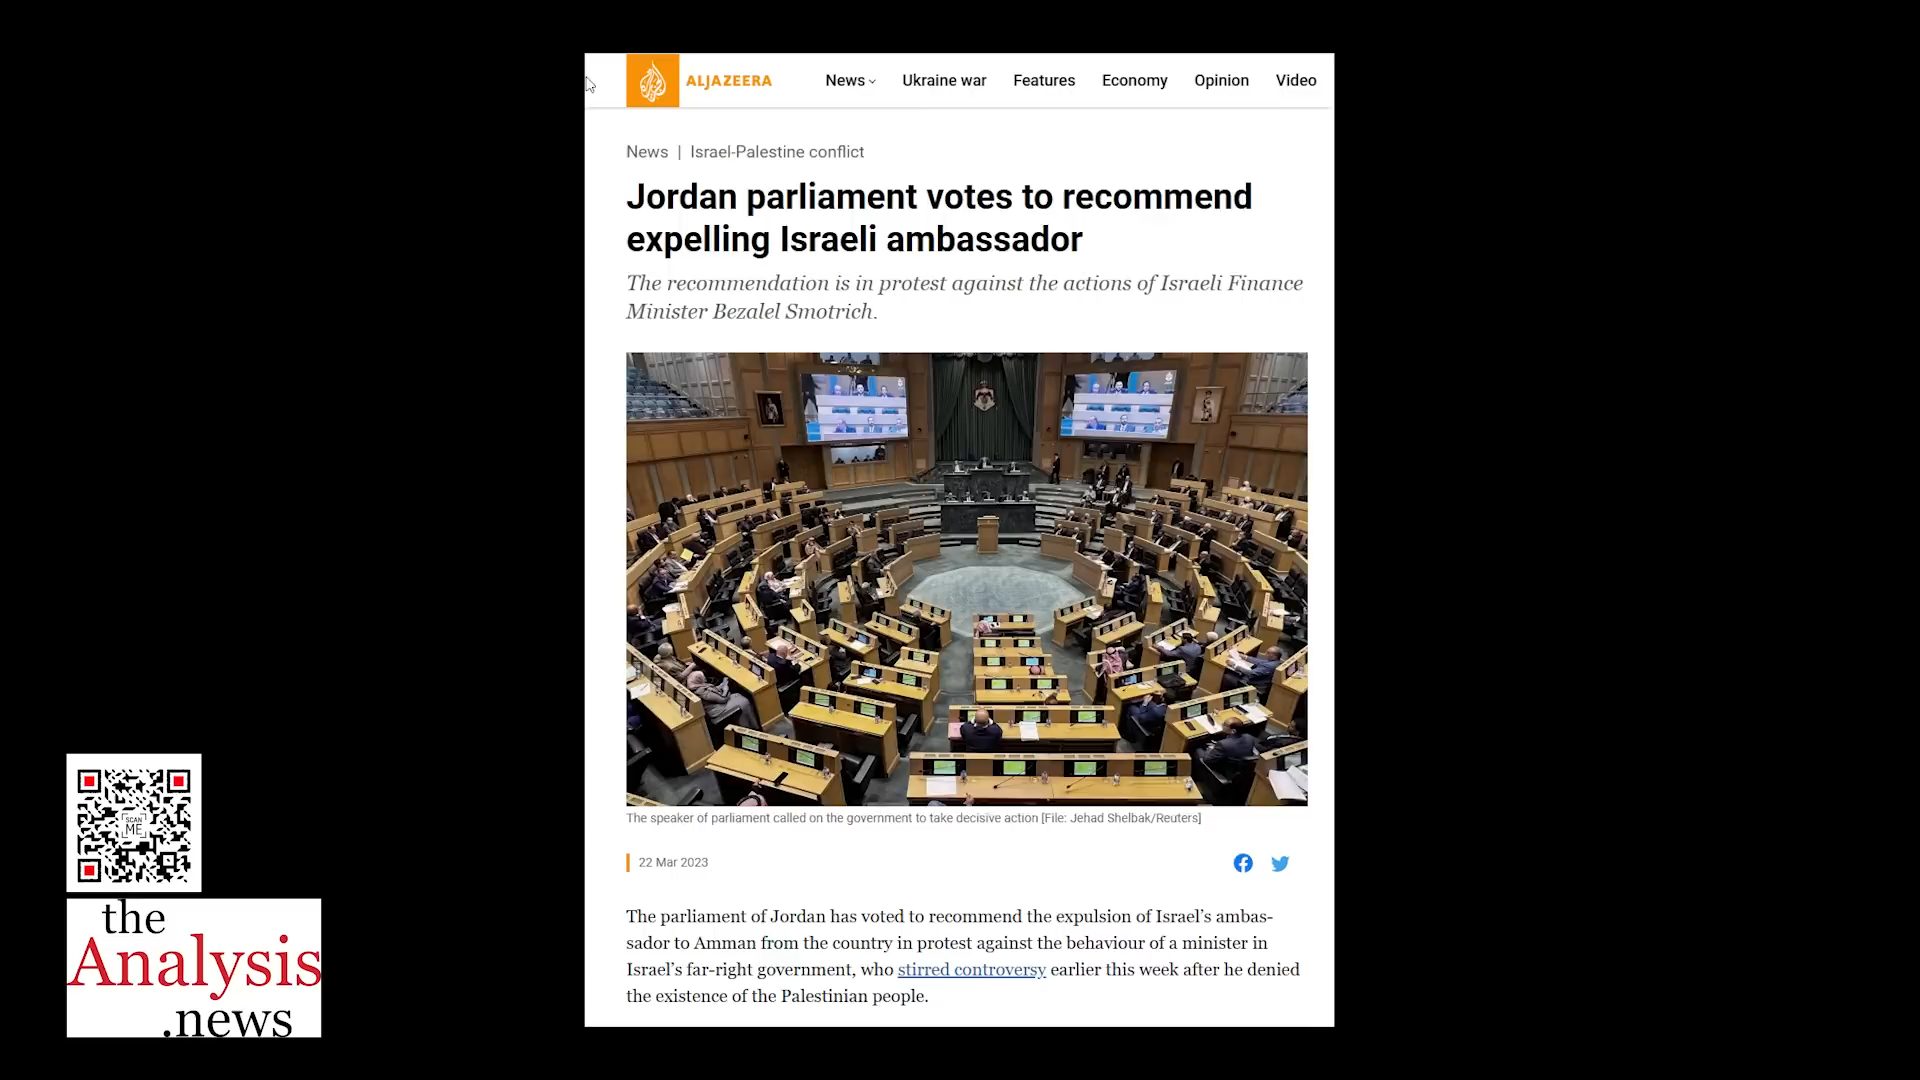 ALJAZEERA
News
Ukraine war
Features
Economy
Opinion
Video
News | Israel-Palestine conflict
Jordan parliament votes to recommend
expelling Israeli ambassador
The recommendation is in protest against the actions of Israeli Finance
Minister Bezalel Smotrich.
The speaker of parliament called on the government to take decisive action [File: Jehad Shelbak/Reuters]
22 Mar 2023
The parliament of Jordan has voted to recommend the expulsion of Israel’s ambas-
sador to Amman from the country in protest against the behaviour of a minister in
Israel’s far-right government, who stirred controversy earlier this week after he denied
the existence of the Palestinian people.
SCAN
ME
the
Analysis
.news